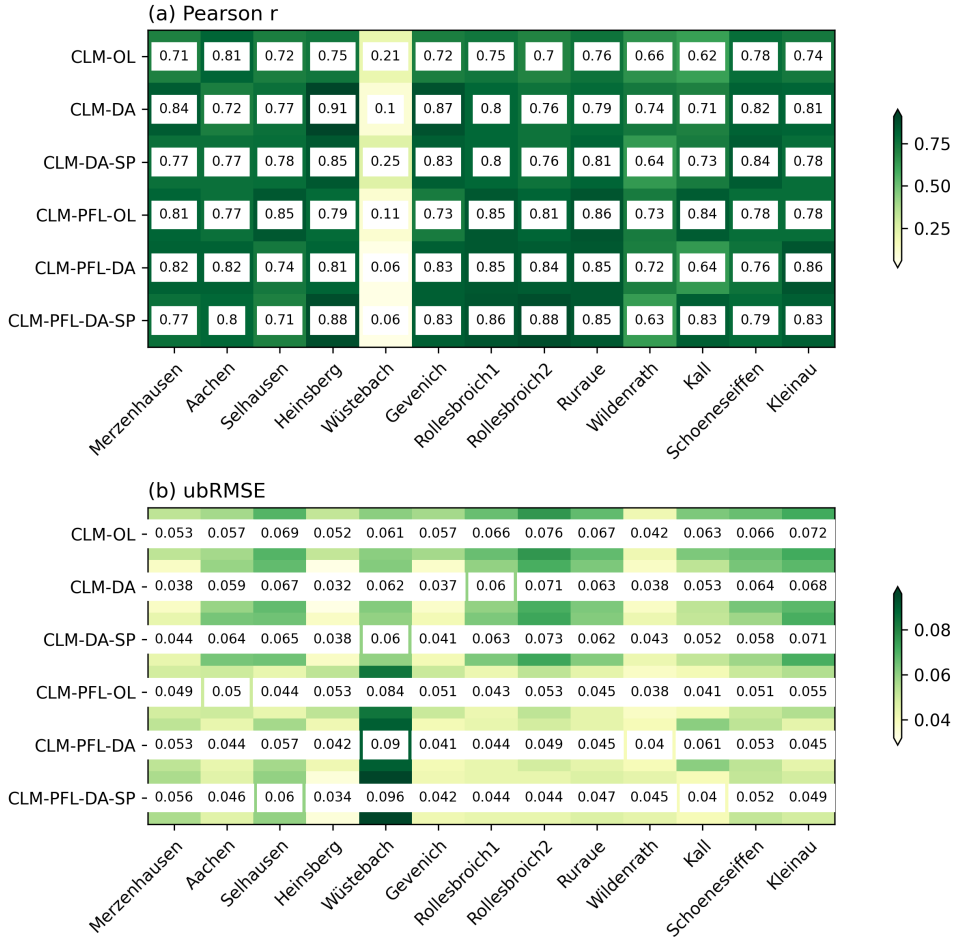 (a) Pearson r
CLM-OL 0.71 0.81 0.72 0.75 0.21 0.72 0.75 0.7 0.76 0.66 0.62 0.78 0.74
CLM-DA 0.84 0.72 0.77 0.91 0.1 0.87 0.8 0.76 0.79 0.74 0.71 0.82 0.81
CLM-DA-SP 0.77 0.77 0.78 0.85 0.25 0.83 0.8 0.76 0.81 0.64 0.73 0.84 0.78
CLM-PFL-OL 0.81 0.77 0.85 0.79 0.11 0.73 0.85 0.81 0.86 0.73 0.84 0.78 0.78
CLM-PFL-DA 0.82 0.82 0.74 0.81 0.06 0.83 0.85 0.84 0.85 0.72 0.64 0.76 0.86
CLM-PFL-DA-SP 0.77 0.8 0.71 0.88 0.06 0.83 0.86 0.88 0.85 0.63 0.83 0.79 0.83
Merzenhausen Aachen Selhausen Heinsberg Wüstebach Gevenich Rollesbroich1 Rollesbroich2 Ruraue Wildenrath Kall Schoeneseiffen Kleinau
0.75
0.50
0.25
(b) ubRMSE
CLM-OL 0.053 0.057 0.069 0.052 0.061 0.057 0.066 0.076 0.067 0.042 0.063 0.066 0.072
CLM-DA 0.038 0.059 0.067 0.032 0.062 0.037 0.06 0.071 0.063 0.038 0.053 0.064 0.068
CLM-DA-SP 0.044 0.064 0.065 0.038 0.06 0.041 0.063 0.073 0.062 0.043 0.052 0.058 0.071
CLM-PFL-OL 0.049 0.05 0.044 0.053 0.084 0.051 0.043 0.053 0.045 0.038 0.041 0.051 0.055
CLM-PFL-DA 0.053 0.044 0.057 0.042 0.09 0.041 0.044 0.049 0.045 0.04 0.061 0.053 0.045
CLM-PFL-DA-SP 0.056 0.046 0.06 0.034 0.096 0.042 0.044 0.044 0.047 0.045 0.04 0.052 0.049
Merzenhausen Aachen Selhausen Heinsberg Wüstebach Gevenich Rollesbroich1 Rollesbroich2 Ruraue Wildenrath Kall Schoeneseiffen Kleinau
0.08
0.06
0.04